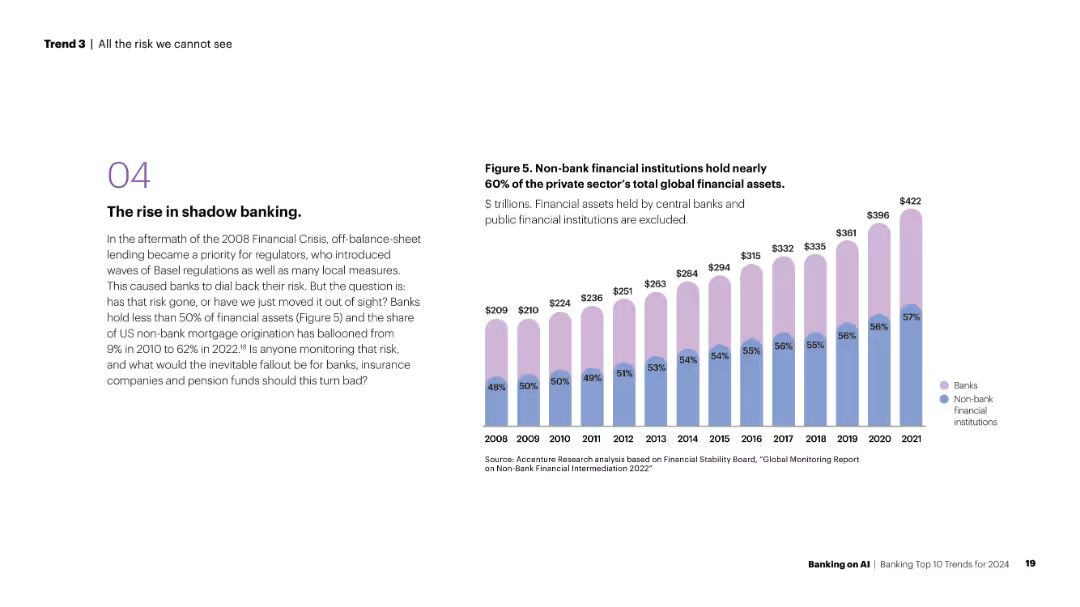 Trend 3 | All the risk we cannot see
04
The rise in shadow banking.
In the aftermath of the 2008 Financial Crisis, off-balance-sheet
lending became a priority for regulators, who introduced
waves of Basel regulations as well as many local measures.
This caused banks to dial back their risk. But the question is:
has that risk gone, or have we just moved it out of sight? Banks
hold less than 50% of financial assets (Figure 5) and the share
of US non-bank mortgage origination has ballooned from
9% in 2010 to 62% in 2022.¹⁸ Is anyone monitoring that risk,
and what would the inevitable fallout be for banks, insurance
companies and pension funds should this turn bad?
Figure 5. Non-bank financial institutions hold nearly
60% of the private sector's total global financial assets.
$ trillions. Financial assets held by central banks and
public financial institutions are excluded.
$209 $210 $224 $236 $251 $263 $284 $294 $315 $332 $335 $361 $396 $422
48% 50% 50% 49% 51% 53% 54% 54% 55% 56% 55% 56% 56% 57%
2008 2009 2010 2011 2012 2013 2014 2015 2016 2017 2018 2019 2020 2021
Banks
Non-bank
financial
institutions
Source: Accenture Research analysis based on Financial Stability Board, "Global Monitoring Report
on Non-Bank Financial Intermediation 2022"
Banking on AI | Banking Top 10 Trends for 2024 19